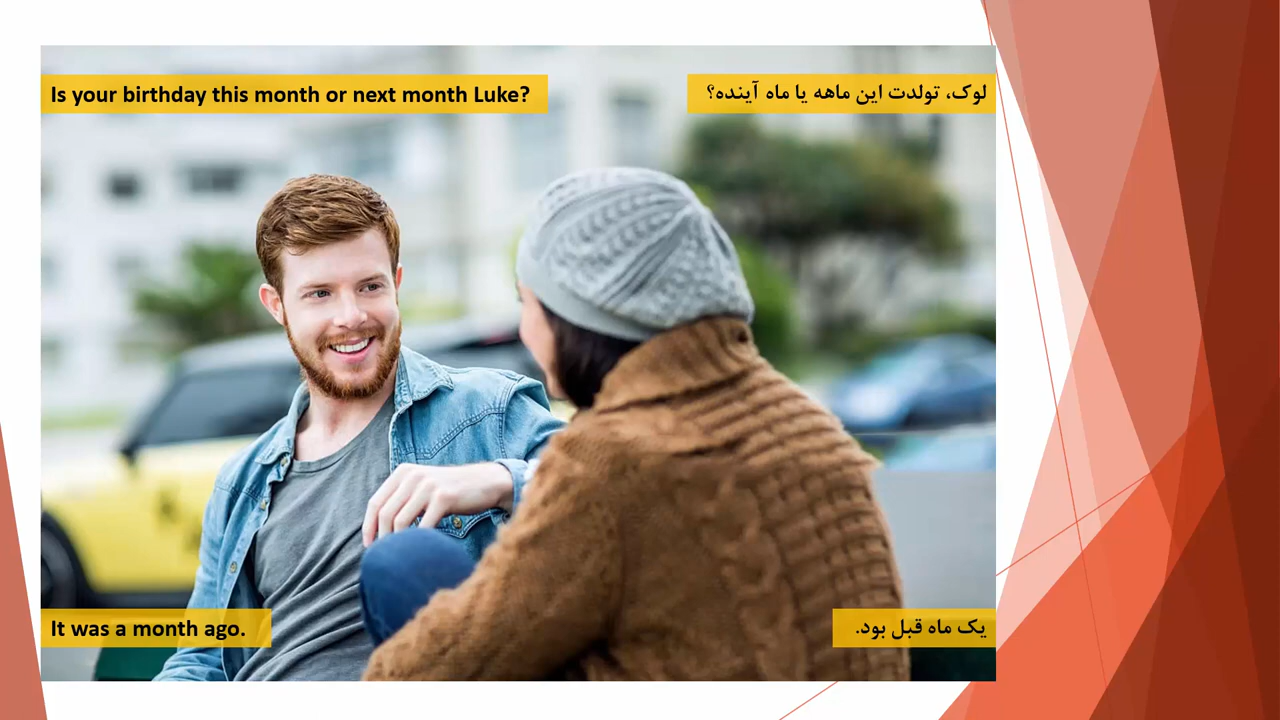 Is your birthday this month or next month Luke?
لوک، تولدت این ماهه یا ماه آینده؟
It was a month ago.
یک ماه قبل بود.